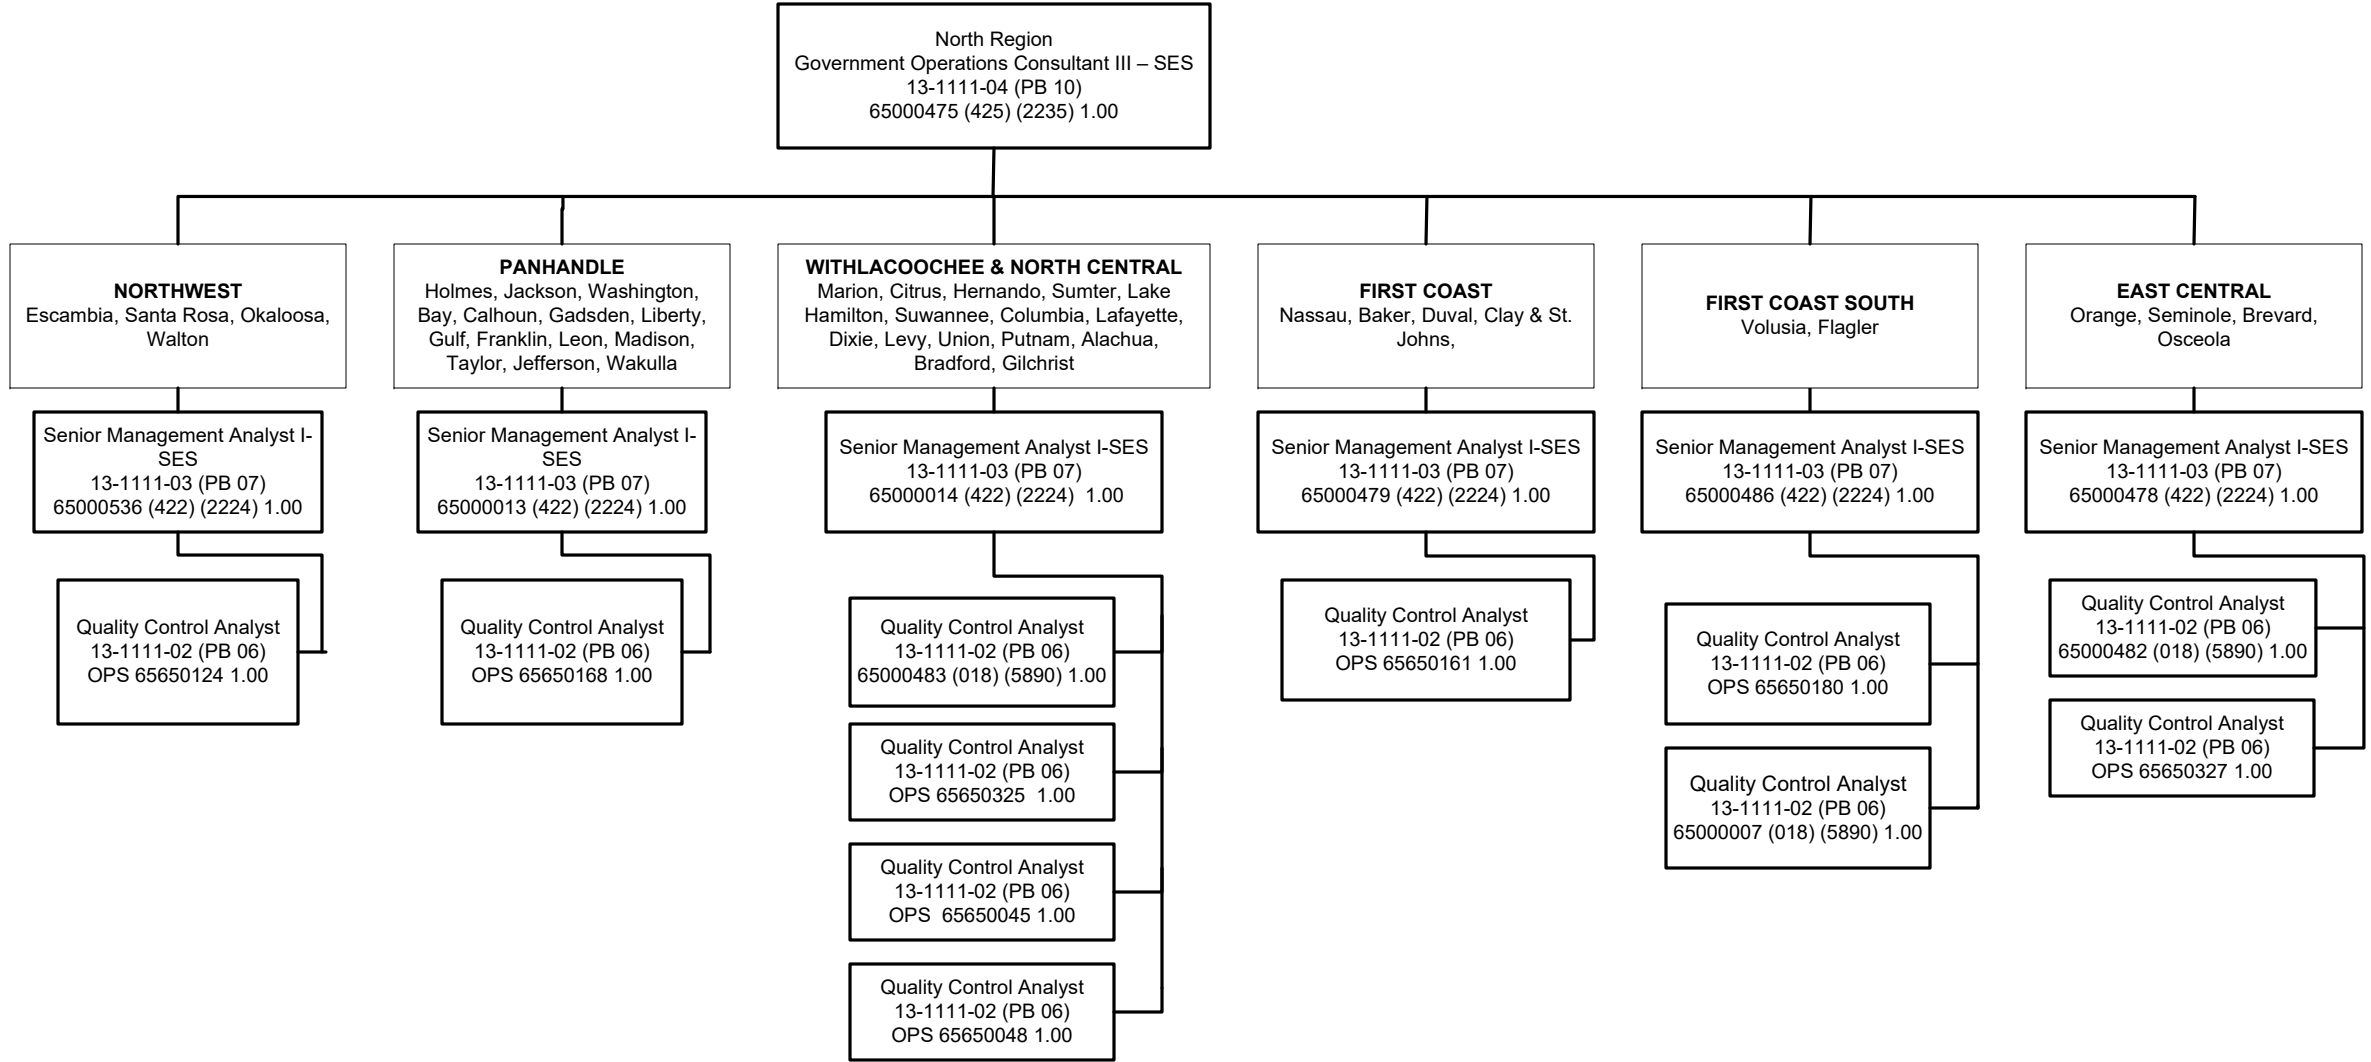 North Region
Government Operations Consultant III – SES
13-1111-04 (PB 10)
65000475 (425) (2235) 1.00
NORTHWEST
Escambia, Santa Rosa, Okaloosa,
Walton
PANHANDLE
Holmes, Jackson, Washington,
Bay, Calhoun, Gadsden, Liberty,
Gulf, Franklin, Leon, Madison,
Taylor, Jefferson, Wakulla
WITHLACOOCHEE & NORTH CENTRAL
Marion, Citrus, Hernando, Sumter, Lake
Hamilton, Suwannee, Columbia, Lafayette,
Dixie, Levy, Union, Putnam, Alachua,
Bradford, Gilchrist
FIRST COAST
Nassau, Baker, Duval, Clay & St.
Johns,
FIRST COAST SOUTH
Volusia, Flagler
EAST CENTRAL
Orange, Seminole, Brevard,
Osceola
Senior Management Analyst I-
SES
13-1111-03 (PB 07)
65000536 (422) (2224) 1.00
Senior Management Analyst I-
SES
13-1111-03 (PB 07)
65000013 (422) (2224) 1.00
Senior Management Analyst I-SES
13-1111-03 (PB 07)
65000014 (422) (2224)  1.00
Senior Management Analyst I-SES
13-1111-03 (PB 07)
65000479 (422) (2224) 1.00
Senior Management Analyst I-SES
13-1111-03 (PB 07)
65000486 (422) (2224) 1.00
Senior Management Analyst I-SES
13-1111-03 (PB 07)
65000478 (422) (2224) 1.00
Quality Control Analyst
13-1111-02 (PB 06)
OPS 65650124 1.00
Quality Control Analyst
13-1111-02 (PB 06)
OPS 65650168 1.00
Quality Control Analyst
13-1111-02 (PB 06)
65000483 (018) (5890) 1.00
Quality Control Analyst
13-1111-02 (PB 06)
OPS 65650325  1.00
Quality Control Analyst
13-1111-02 (PB 06)
OPS  65650045 1.00
Quality Control Analyst
13-1111-02 (PB 06)
OPS 65650048 1.00
Quality Control Analyst
13-1111-02 (PB 06)
OPS 65650161 1.00
Quality Control Analyst
13-1111-02 (PB 06)
OPS 65650180 1.00
Quality Control Analyst
13-1111-02 (PB 06)
65000007 (018) (5890) 1.00
Quality Control Analyst
13-1111-02 (PB 06)
65000482 (018) (5890) 1.00
Quality Control Analyst
13-1111-02 (PB 06)
OPS 65650327 1.00